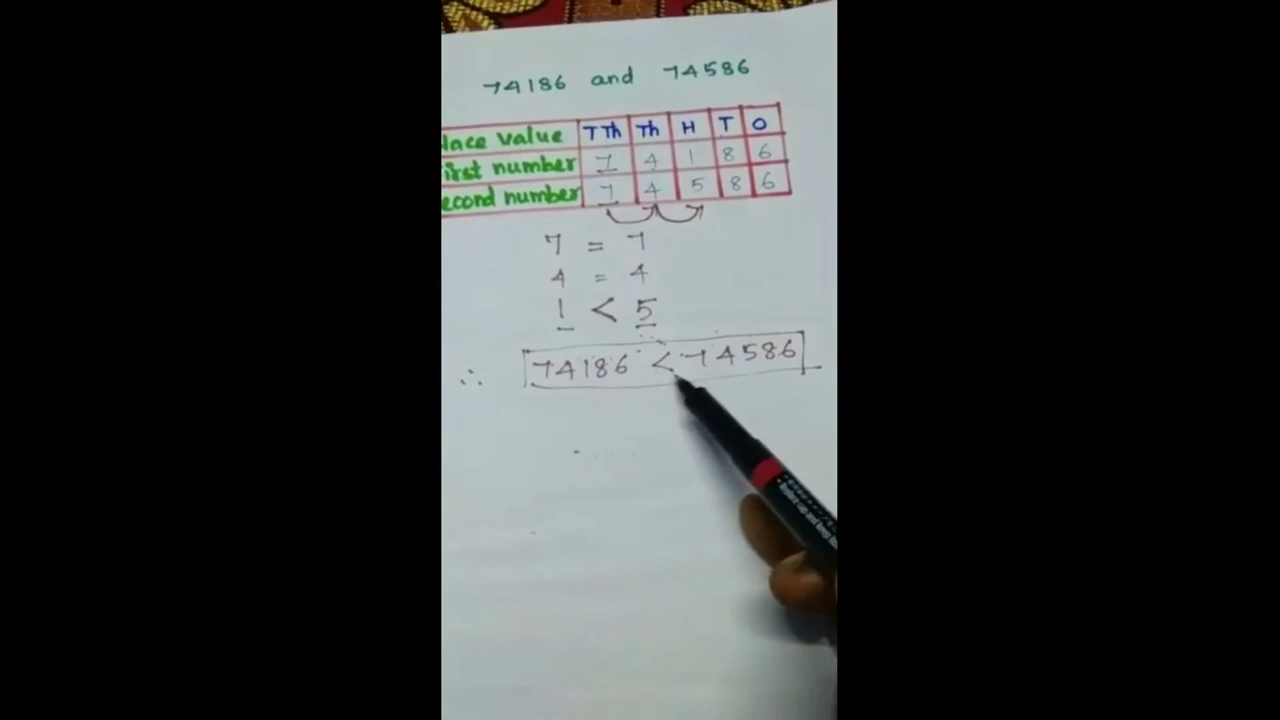 74186 and 74586
lace value TTh Th H T O
irst number 7 4 1 8 6
econd number 7 4 5 8 6
7 = 7
4 = 4
1 < 5
∴ 74186 < 74586